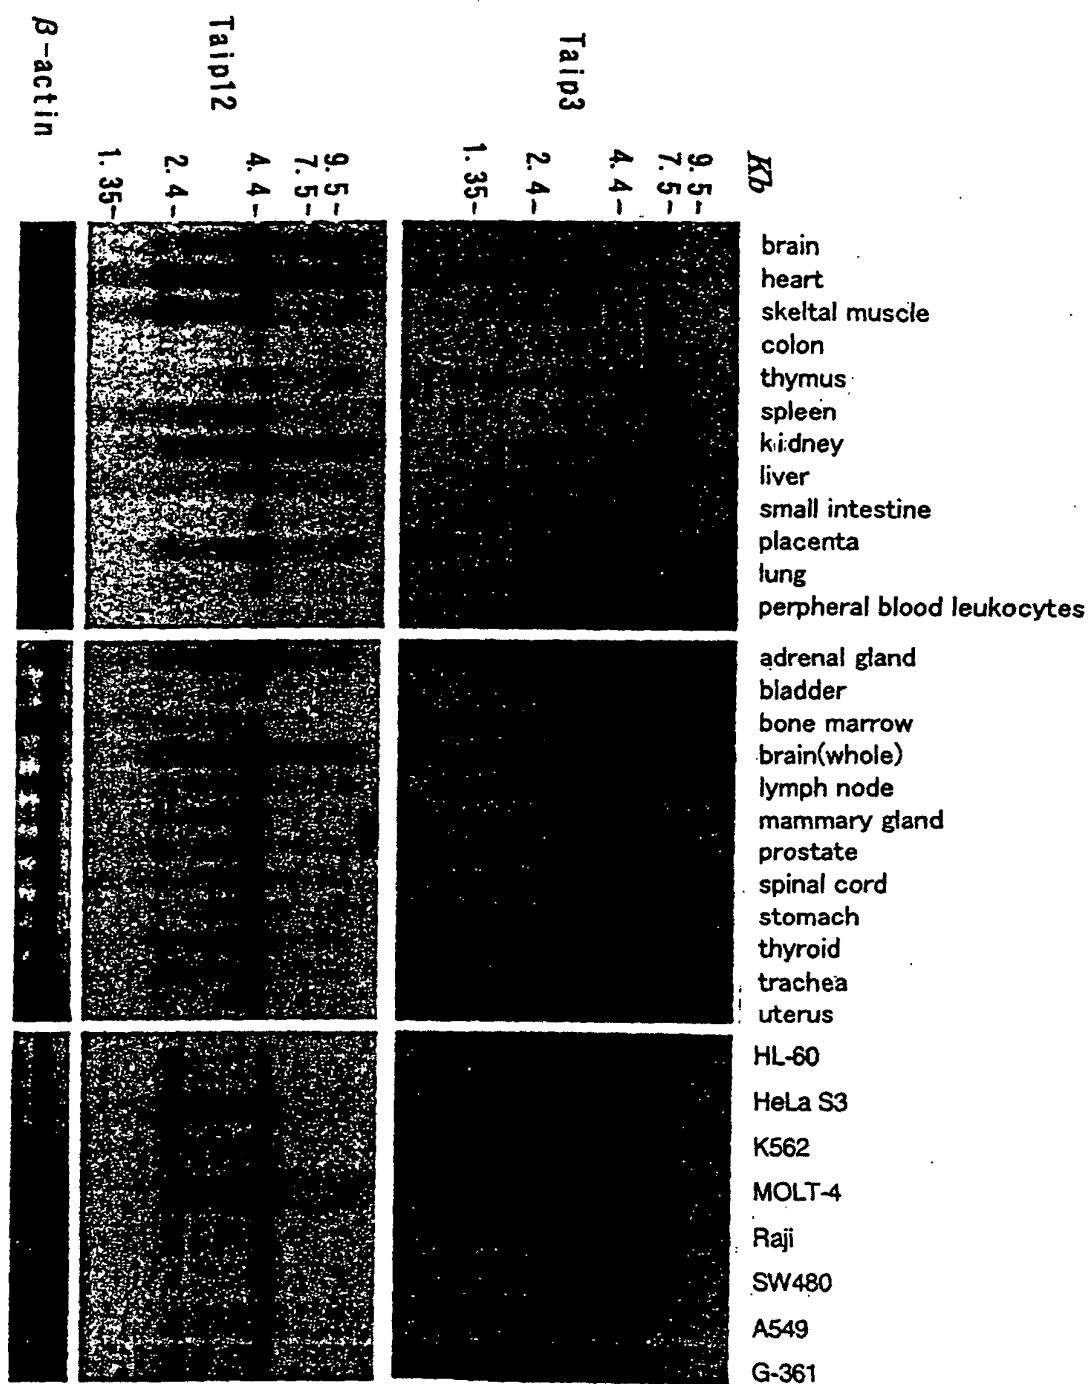 Kb
9.5-
7.5-
4.4-
2.4-
1.35-
Taip3
9.5-
7.5-
4.4-
2.4-
1.35-
Taip12
β-actin
brain
heart
skeltal muscle
colon
thymus
spleen
kidney
liver
small intestine
placenta
lung
perpheral blood leukocytes
adrenal gland
bladder
bone marrow
brain(whole)
lymph node
mammary gland
prostate
spinal cord
stomach
thyroid
trachea
uterus
HL-60
HeLa S3
K562
MOLT-4
Raji
SW480
A549
G-361